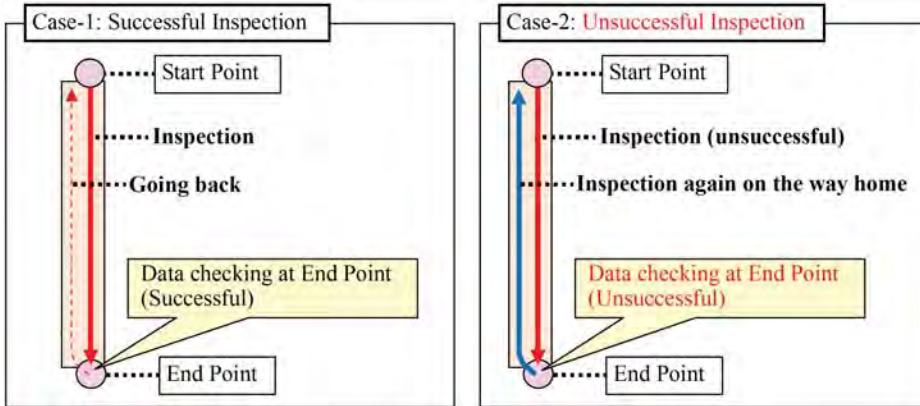 Case-1: Successful Inspection
Start Point
Inspection
Going back
Data checking at End Point
(Successful)
End Point
Case-2: Unsuccessful Inspection
Start Point
Inspection (unsuccessful)
Inspection again on the way home
Data checking at End Point
(Unsuccessful)
End Point